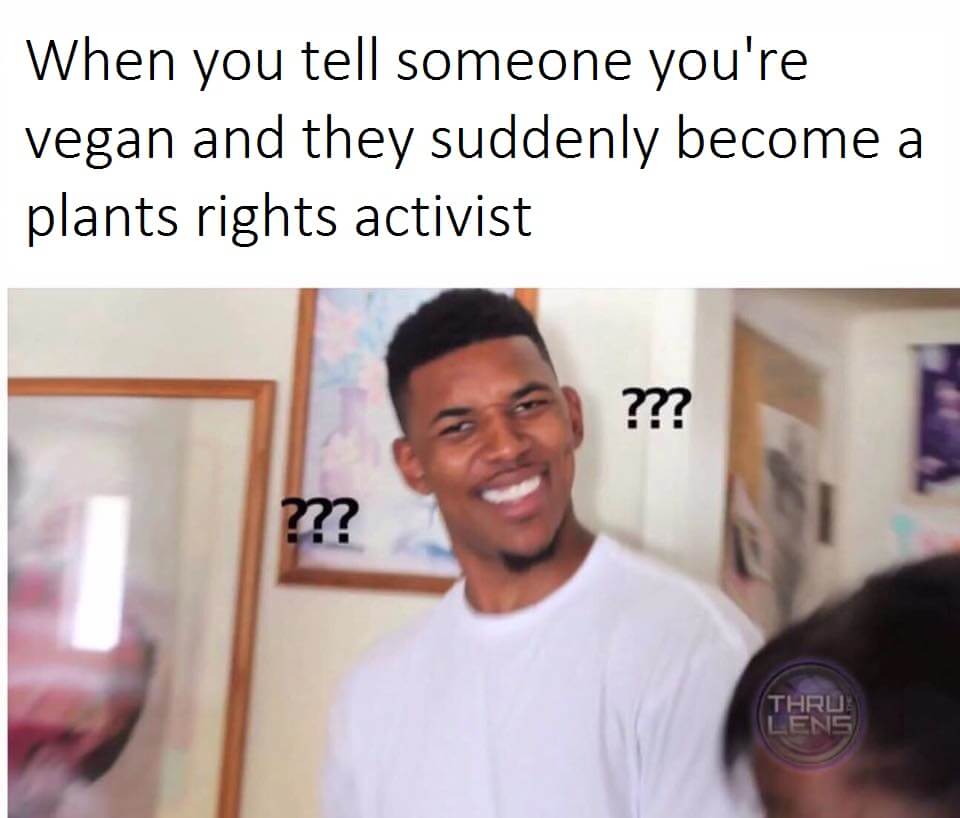 When you tell someone you're
vegan and they suddenly become a
plants rights activist
???
???
THRU
LENS